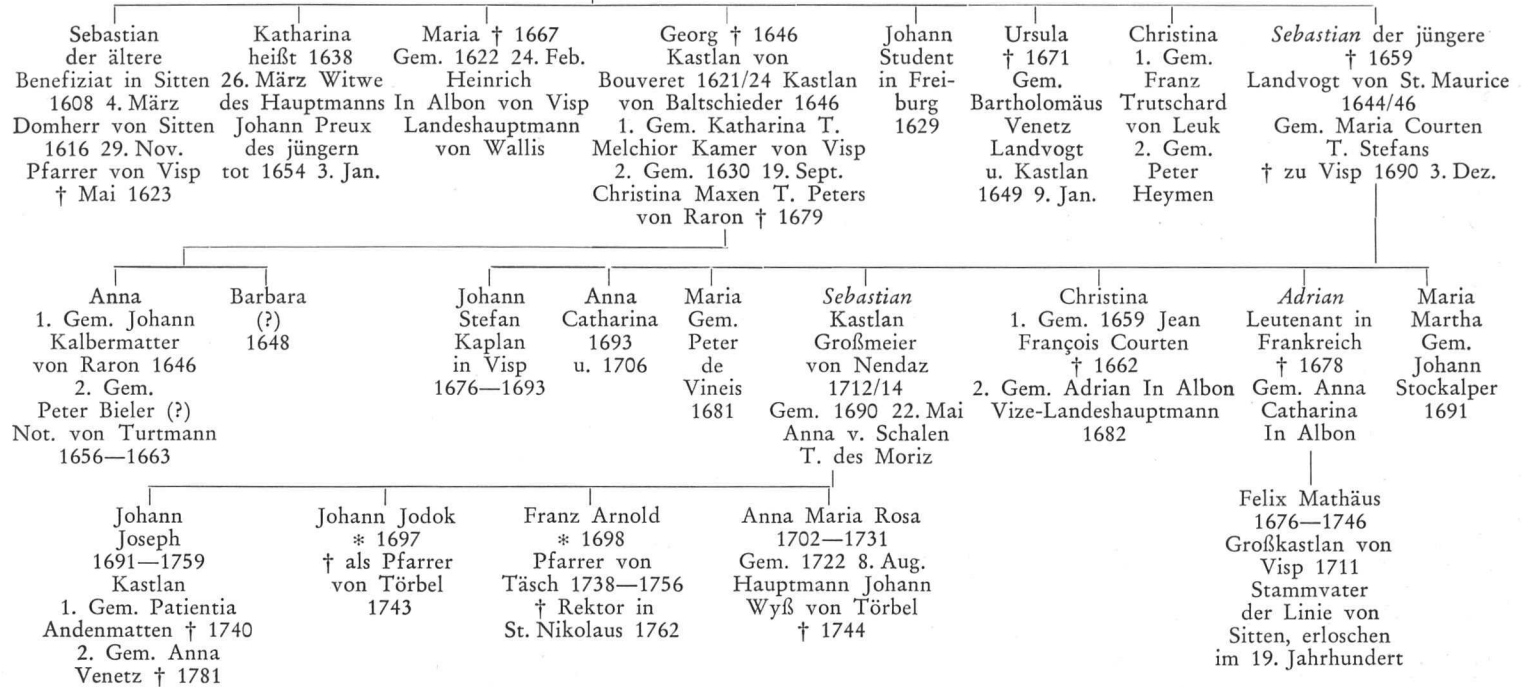 Sebastian
der ältere
Benefiziat in Sitten
1608 4. März
Domherr von Sitten
1616 29. Nov.
Pfarrer von Visp
† Mai 1623
Katharina
heißt 1638
26. März Witwe
des Hauptmanns
Johann Preux
des jüngern
tot 1654 3. Jan.
Maria † 1667
Gem. 1622 24. Feb.
Heinrich
In Albon von Visp
Landeshauptmann
von Wallis
Georg † 1646
Kastlan von
Bouveret 1621/24 Kastlan
von Baltschieder 1646
1. Gem. Katharina T.
Melchior Kamer von Visp
2. Gem. 1630 19. Sept.
Christina Maxen T. Peters
von Raron † 1679
Johann
Student
in Frei-
burg
1629
Ursula
† 1671
Gem.
Bartholomäus
Venetz
Landvogt
u. Kastlan
1649 9. Jan.
Christina
1. Gem.
Franz
Trutschard
von Leuk
2. Gem.
Peter
Heymen
Sebastian der jüngere
† 1659
Landvogt von St. Maurice
1644/46
Gem. Maria Courten
T. Stefans
† zu Visp 1690 3. Dez.
Anna
1. Gem. Johann
Kalbermatter
von Raron 1646
2. Gem.
Peter Bieler (?)
Not. von Turtmann
1656—1663
Barbara
(?)
1648
Johann
Stefan
Kaplan
in Visp
1676—1693
Anna
Catharina
1693
u. 1706
Maria
Gem.
Peter
de
Vineis
1681
Sebastian
Kastlan
Großmeier
von Nendaz
1712/14
Gem. 1690 22. Mai
Anna v. Schalen
T. des Moriz
Christina
1. Gem. 1659 Jean
François Courten
† 1662
2. Gem. Adrian In Albon
Vize-Landeshauptmann
1682
Adrian
Leutenant in
Frankreich
† 1678
Gem. Anna
Catharina
In Albon
Maria
Martha
Gem.
Johann
Stockalper
1691
Johann
Joseph
1691—1759
Kastlan
1. Gem. Patientia
Andenmatten † 1740
2. Gem. Anna
Venetz † 1781
Johann Jodok
* 1697
† als Pfarrer
von Törbel
1743
Franz Arnold
* 1698
Pfarrer von
Täsch 1738—1756
† Rektor in
St. Nikolaus 1762
Anna Maria Rosa
1702—1731
Gem. 1722 8. Aug.
Hauptmann Johann
Wyß von Törbel
† 1744
Felix Mathäus
1676—1746
Großkastlan von
Visp 1711
Stammvater
der Linie von
Sitten, erloschen
im 19. Jahrhundert